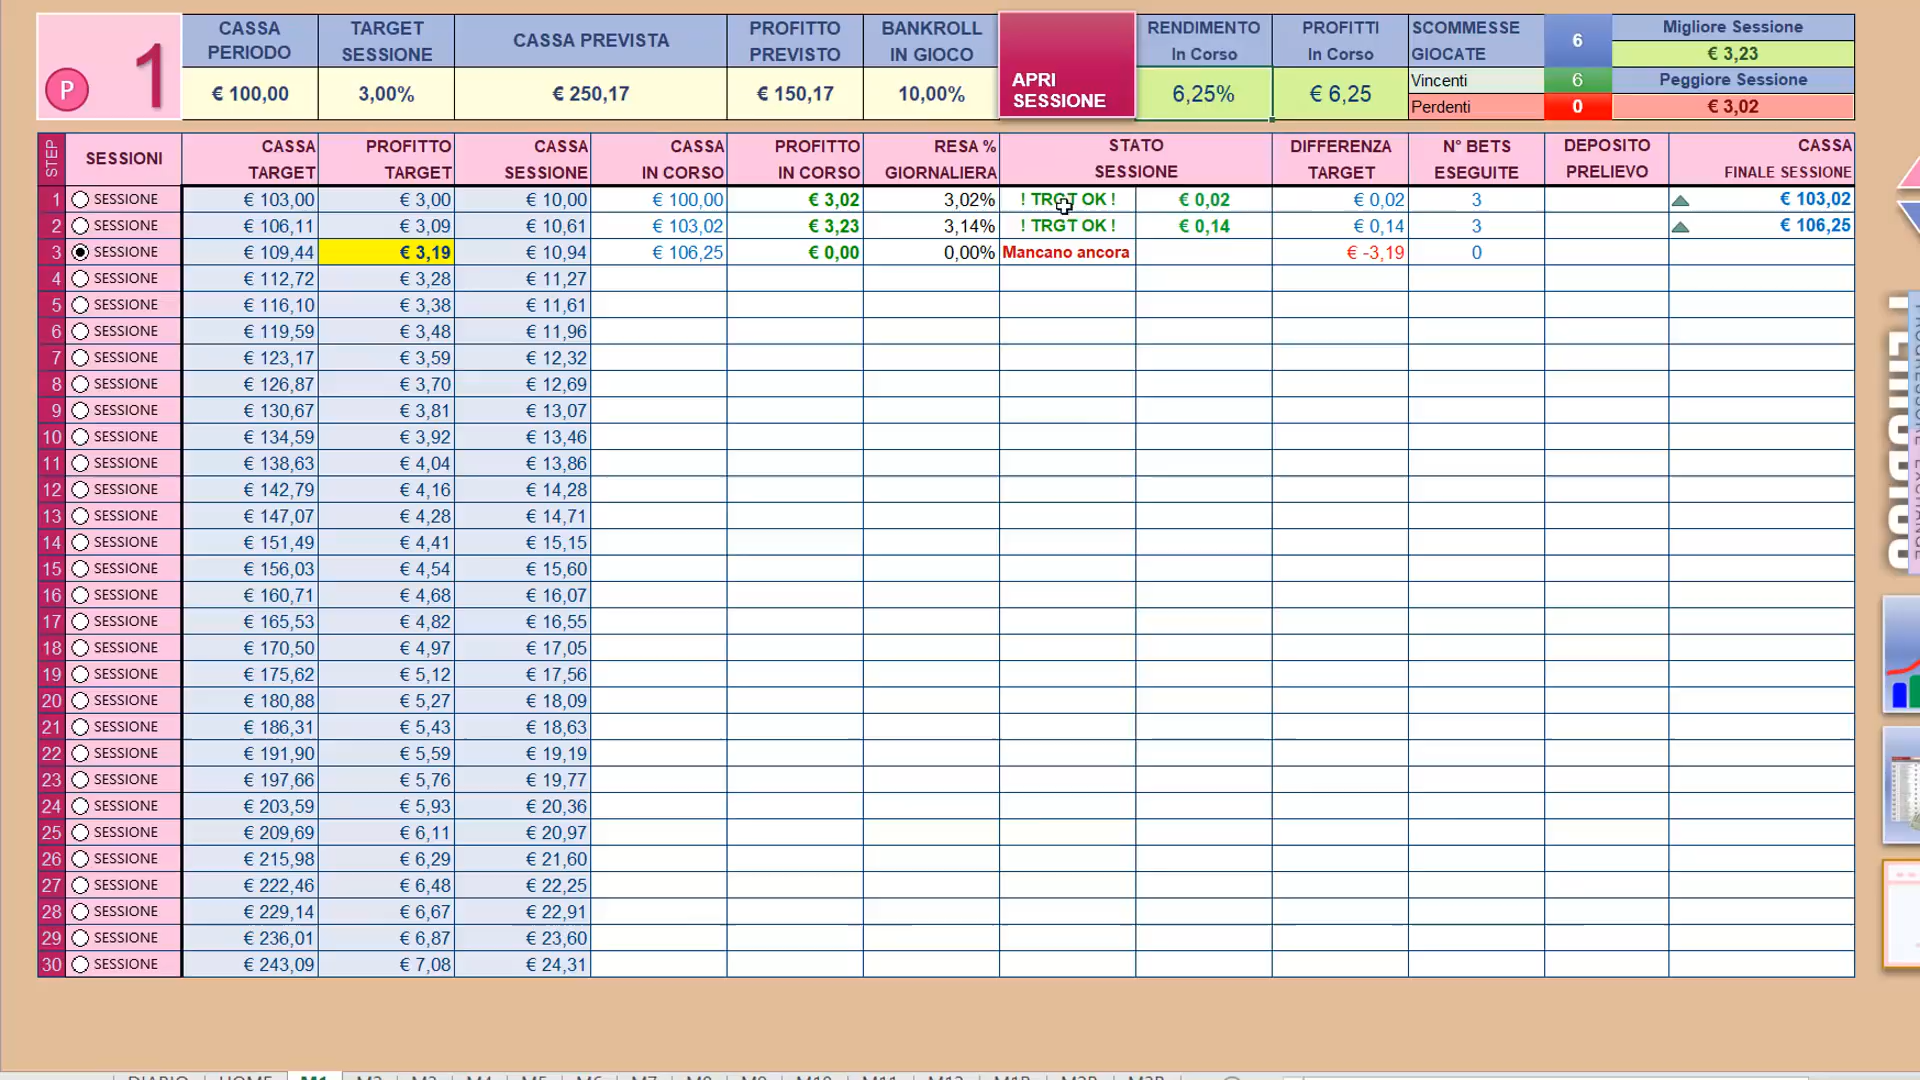 P 1
CASSA PERIODO TARGET SESSIONE CASSA PREVISTA PROFITTO PREVISTO BANKROLL IN GIOCO APRI SESSIONE RENDIMENTO In Corso PROFITTI In Corso SCOMMESSE GIOCATE 6 Migliore Sessione
€ 3,23
€ 100,00 3,00% € 250,17 € 150,17 10,00% 6,25% € 6,25 Vincenti 6 Peggiore Sessione
Perdenti 0 € 3,02
STEP SESSIONI CASSA TARGET PROFITTO TARGET CASSA SESSIONE CASSA IN CORSO PROFITTO IN CORSO RESA % GIORNALIERA STATO SESSIONE DIFFERENZA TARGET N° BETS ESEGUITE DEPOSITO PRELIEVO CASSA FINALE SESSIONE
1 SESSIONE € 103,00 € 3,00 € 10,00 € 100,00 € 3,02 3,02% ! TRGT OK ! € 0,02 € 0,02 3 € 103,02
2 SESSIONE € 106,11 € 3,09 € 10,61 € 103,02 € 3,23 3,14% ! TRGT OK ! € 0,14 € 0,14 3 € 106,25
3 SESSIONE € 109,44 € 3,19 € 10,94 € 106,25 € 0,00 0,00% Mancano ancora € -3,19 0
4 SESSIONE € 112,72 € 3,28 € 11,27
5 SESSIONE € 116,10 € 3,38 € 11,61
6 SESSIONE € 119,59 € 3,48 € 11,96
7 SESSIONE € 123,17 € 3,59 € 12,32
8 SESSIONE € 126,87 € 3,70 € 12,69
9 SESSIONE € 130,67 € 3,81 € 13,07
10 SESSIONE € 134,59 € 3,92 € 13,46
11 SESSIONE € 138,63 € 4,04 € 13,86
12 SESSIONE € 142,79 € 4,16 € 14,28
13 SESSIONE € 147,07 € 4,28 € 14,71
14 SESSIONE € 151,49 € 4,41 € 15,15
15 SESSIONE € 156,03 € 4,54 € 15,60
16 SESSIONE € 160,71 € 4,68 € 16,07
17 SESSIONE € 165,53 € 4,82 € 16,55
18 SESSIONE € 170,50 € 4,97 € 17,05
19 SESSIONE € 175,62 € 5,12 € 17,56
20 SESSIONE € 180,88 € 5,27 € 18,09
21 SESSIONE € 186,31 € 5,43 € 18,63
22 SESSIONE € 191,90 € 5,59 € 19,19
23 SESSIONE € 197,66 € 5,76 € 19,77
24 SESSIONE € 203,59 € 5,93 € 20,36
25 SESSIONE € 209,69 € 6,11 € 20,97
26 SESSIONE € 215,98 € 6,29 € 21,60
27 SESSIONE € 222,46 € 6,48 € 22,25
28 SESSIONE € 229,14 € 6,67 € 22,91
29 SESSIONE € 236,01 € 6,87 € 23,60
30 SESSIONE € 243,09 € 7,08 € 24,31
DIARIO HOME M1 M2 M3 M4 M5 M6 M7 M8 M9 M10 M11 M12